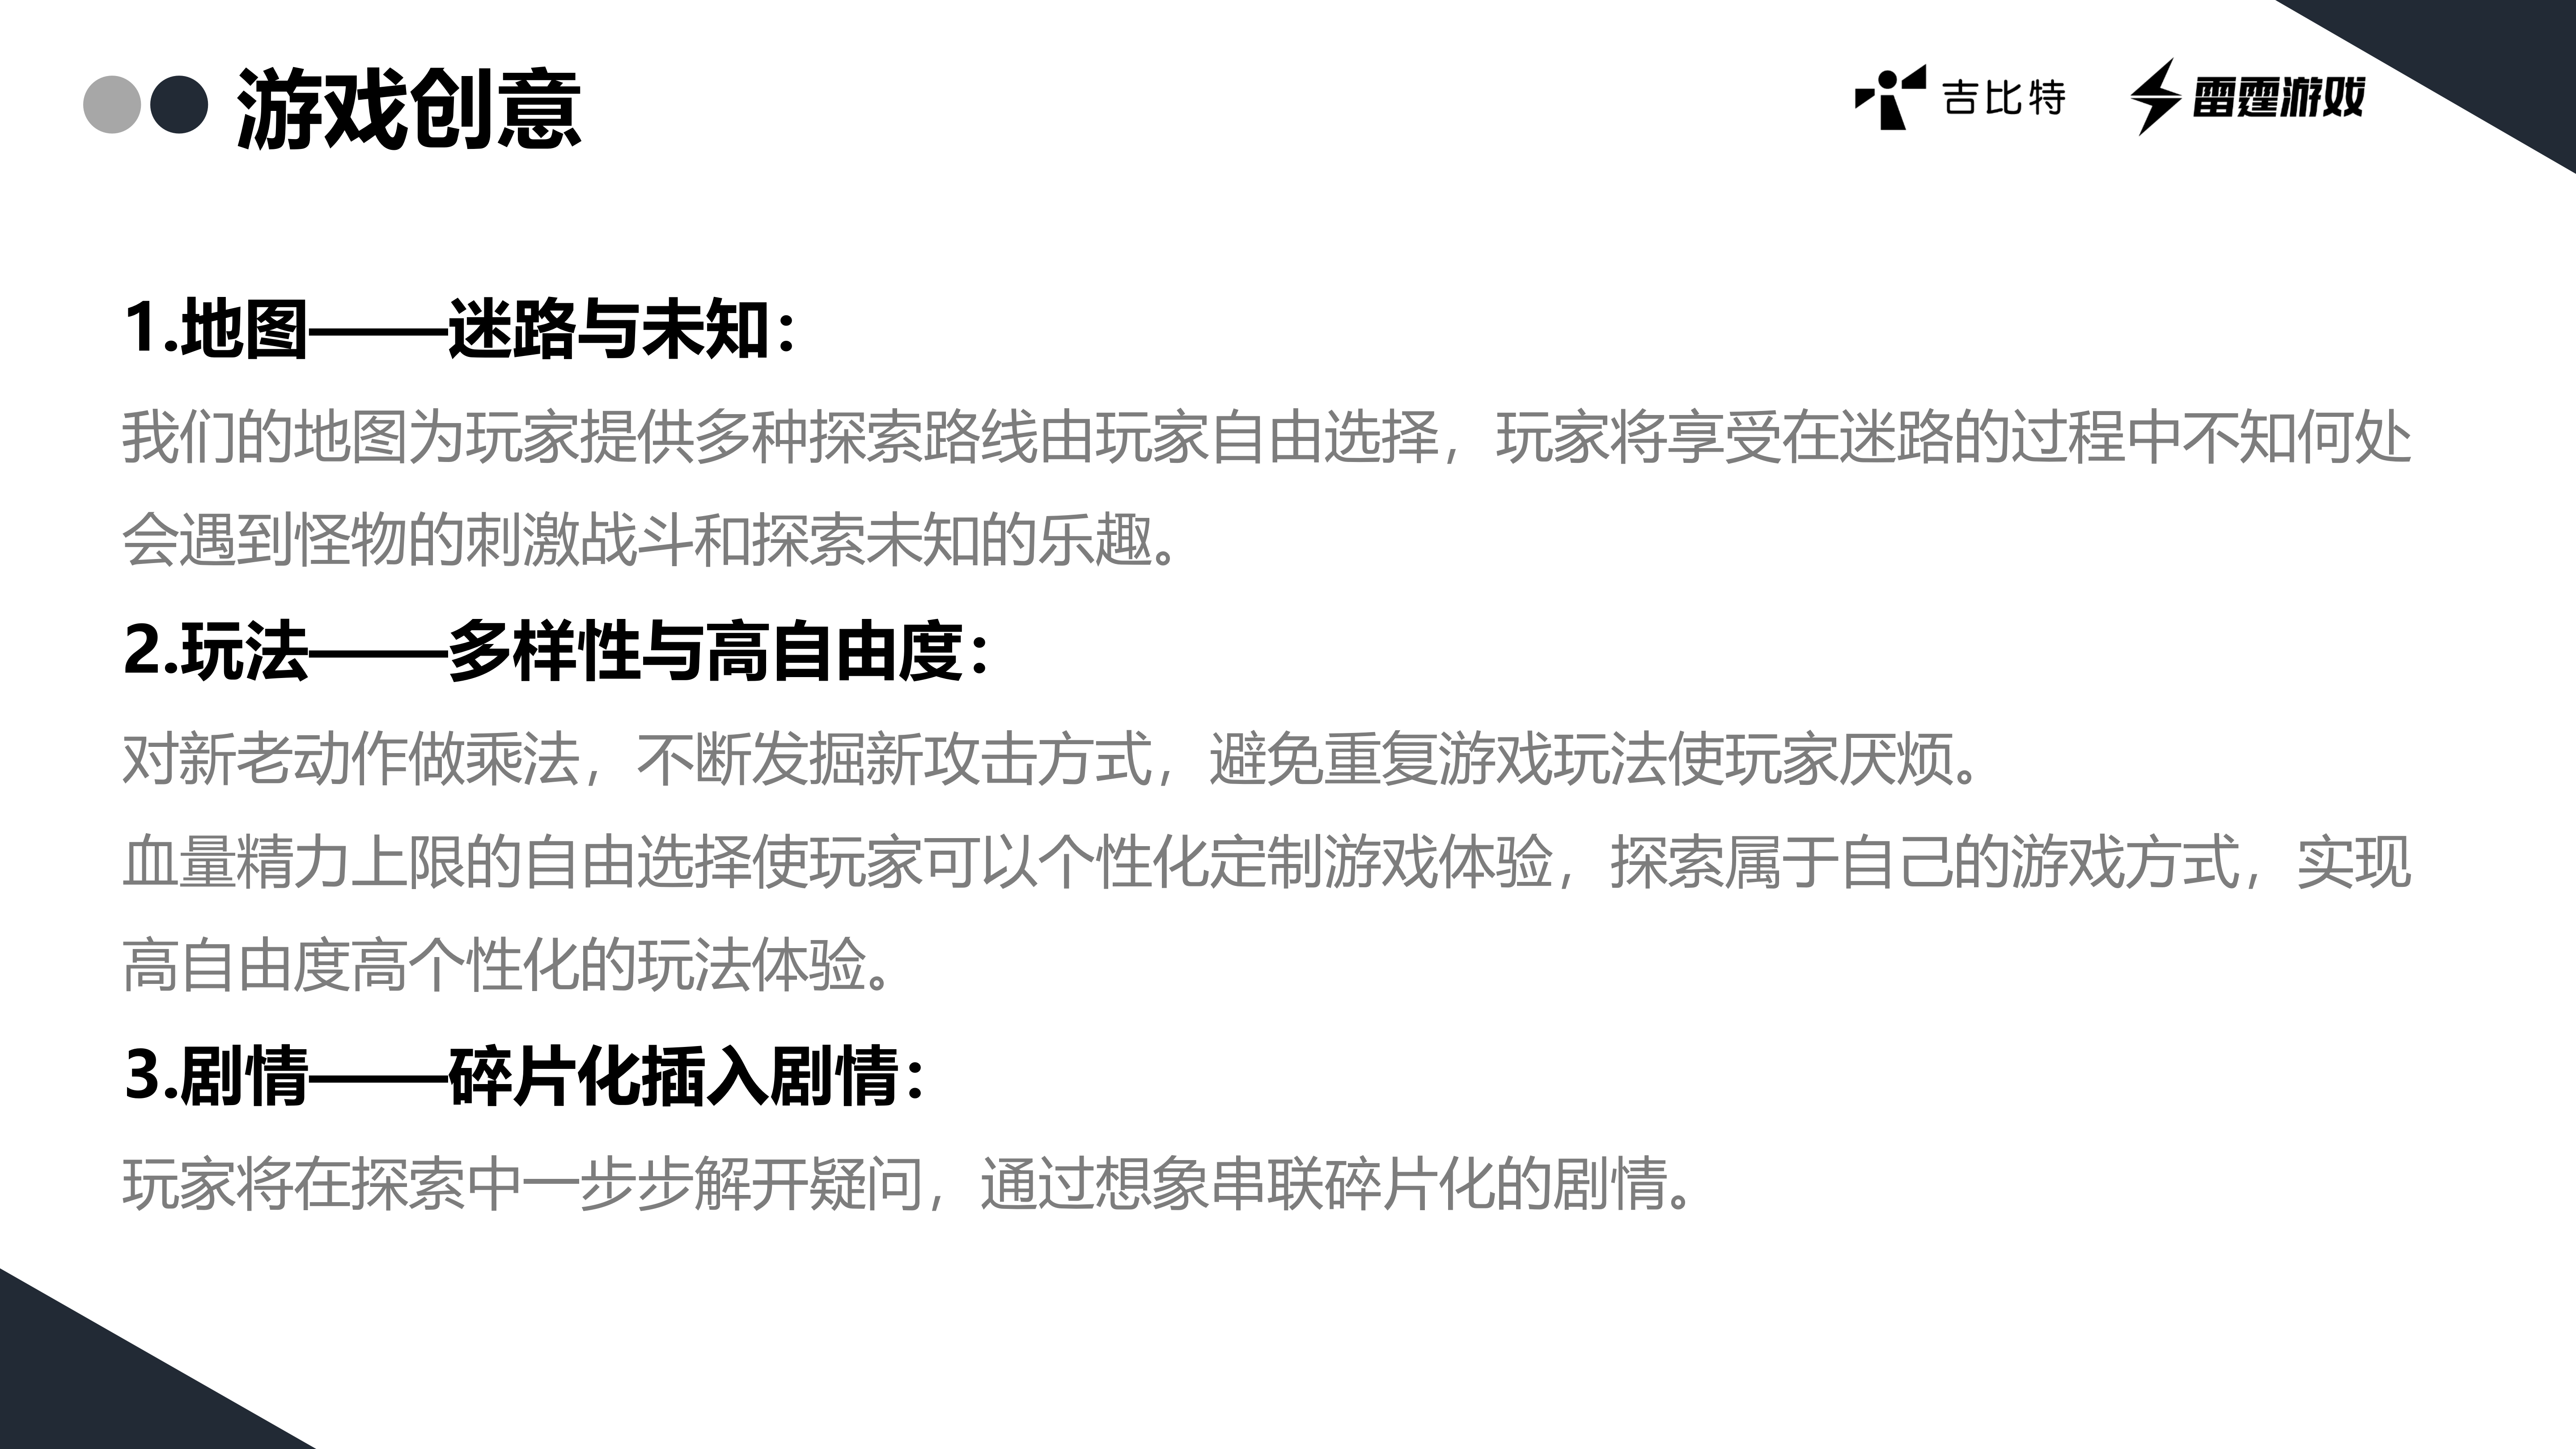 游戏创意
吉比特
雷霆游戏
1.地图——迷路与未知：
我们的地图为玩家提供多种探索路线由玩家自由选择，玩家将享受在迷路的过程中不知何处
会遇到怪物的刺激战斗和探索未知的乐趣。
2.玩法——多样性与高自由度：
对新老动作做乘法，不断发掘新攻击方式，避免重复游戏玩法使玩家厌烦。
血量精力上限的自由选择使玩家可以个性化定制游戏体验，探索属于自己的游戏方式，实现
高自由度高个性化的玩法体验。
3.剧情——碎片化插入剧情：
玩家将在探索中一步步解开疑问，通过想象串联碎片化的剧情。